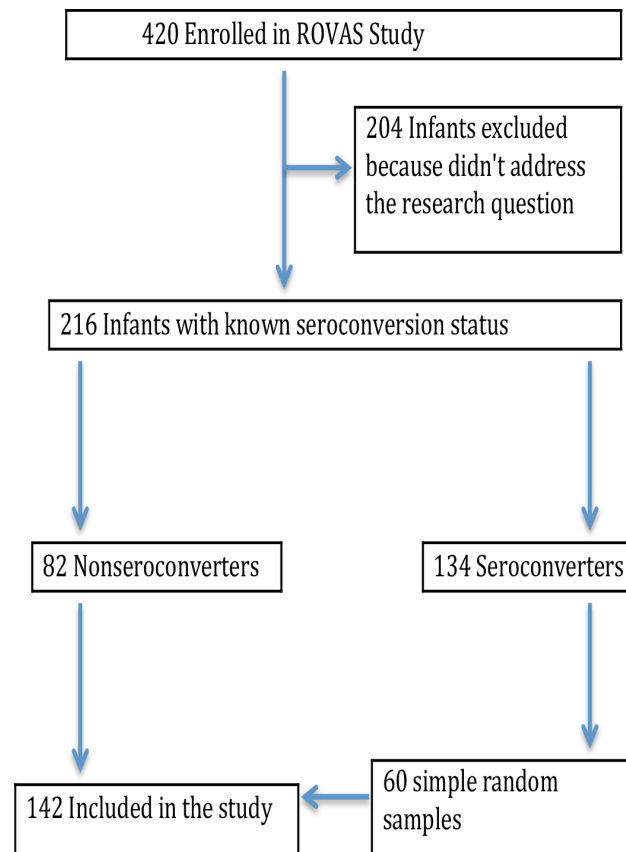 420 Enrolled in ROVAS Study
204 Infants excluded
because didn't address
the research question
216 Infants with known seroconversion status
82 Nonseroconverters
134 Seroconverters
142 Included in the study
60 simple random
samples